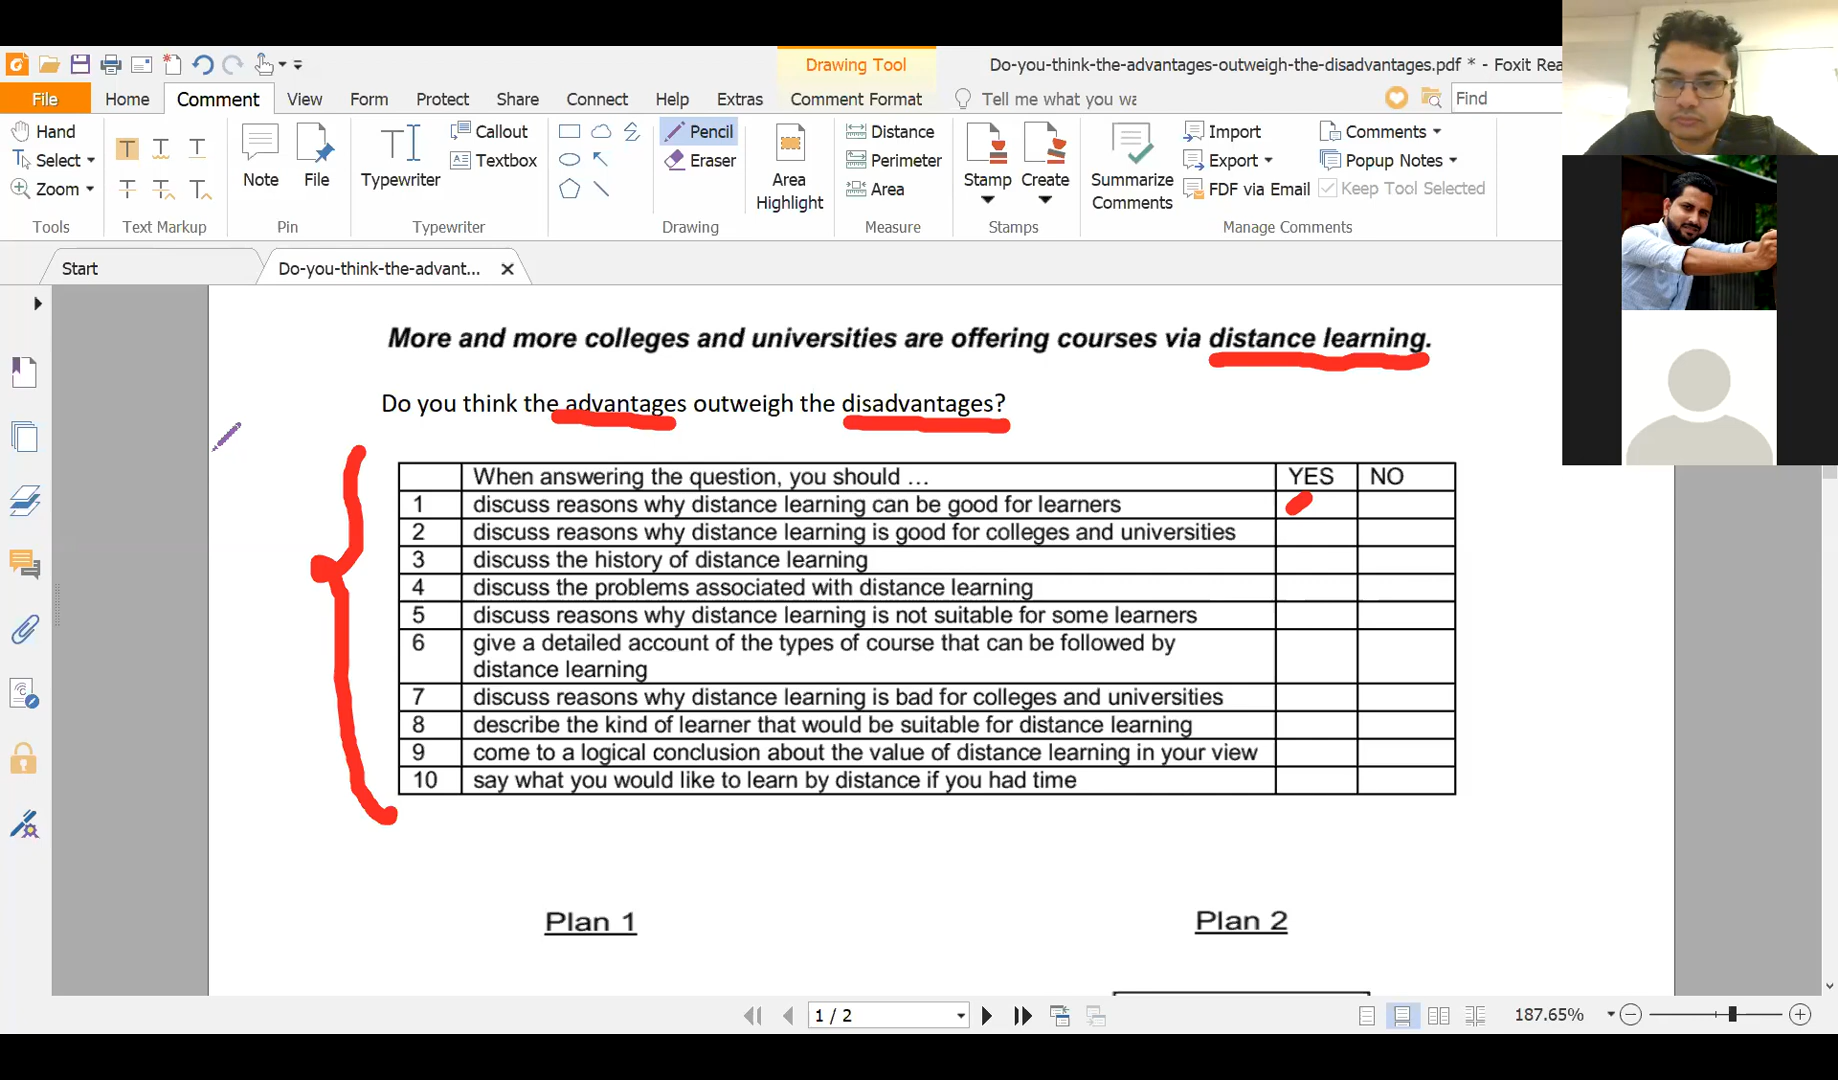 Drawing Tool
Do-you-think-the-advantages-outweigh-the-disadvantages.pdf * - Foxit Rea
File
Home
Comment
View
Form
Protect
Share
Connect
Help
Extras
Comment Format
Tell me what you wa
Find
Hand
Select
Zoom
Tools
Text Markup
Note
File
Pin
Typewriter
Callout
Textbox
Typewriter
Pencil
Eraser
Area
Highlight
Drawing
Distance
Perimeter
Area
Measure
Stamp
Create
Stamps
Summarize
Comments
Import
Export
FDF via Email
Comments
Popup Notes
Keep Tool Selected
Manage Comments
Start
Do-you-think-the-advant...
More and more colleges and universities are offering courses via distance learning.
Do you think the advantages outweigh the disadvantages?
When answering the question, you should … YES NO
1 discuss reasons why distance learning can be good for learners
2 discuss reasons why distance learning is good for colleges and universities
3 discuss the history of distance learning
4 discuss the problems associated with distance learning
5 discuss reasons why distance learning is not suitable for some learners
6 give a detailed account of the types of course that can be followed by
distance learning
7 discuss reasons why distance learning is bad for colleges and universities
8 describe the kind of learner that would be suitable for distance learning
9 come to a logical conclusion about the value of distance learning in your view
10 say what you would like to learn by distance if you had time
Plan 1
Plan 2
1 / 2
187.65%